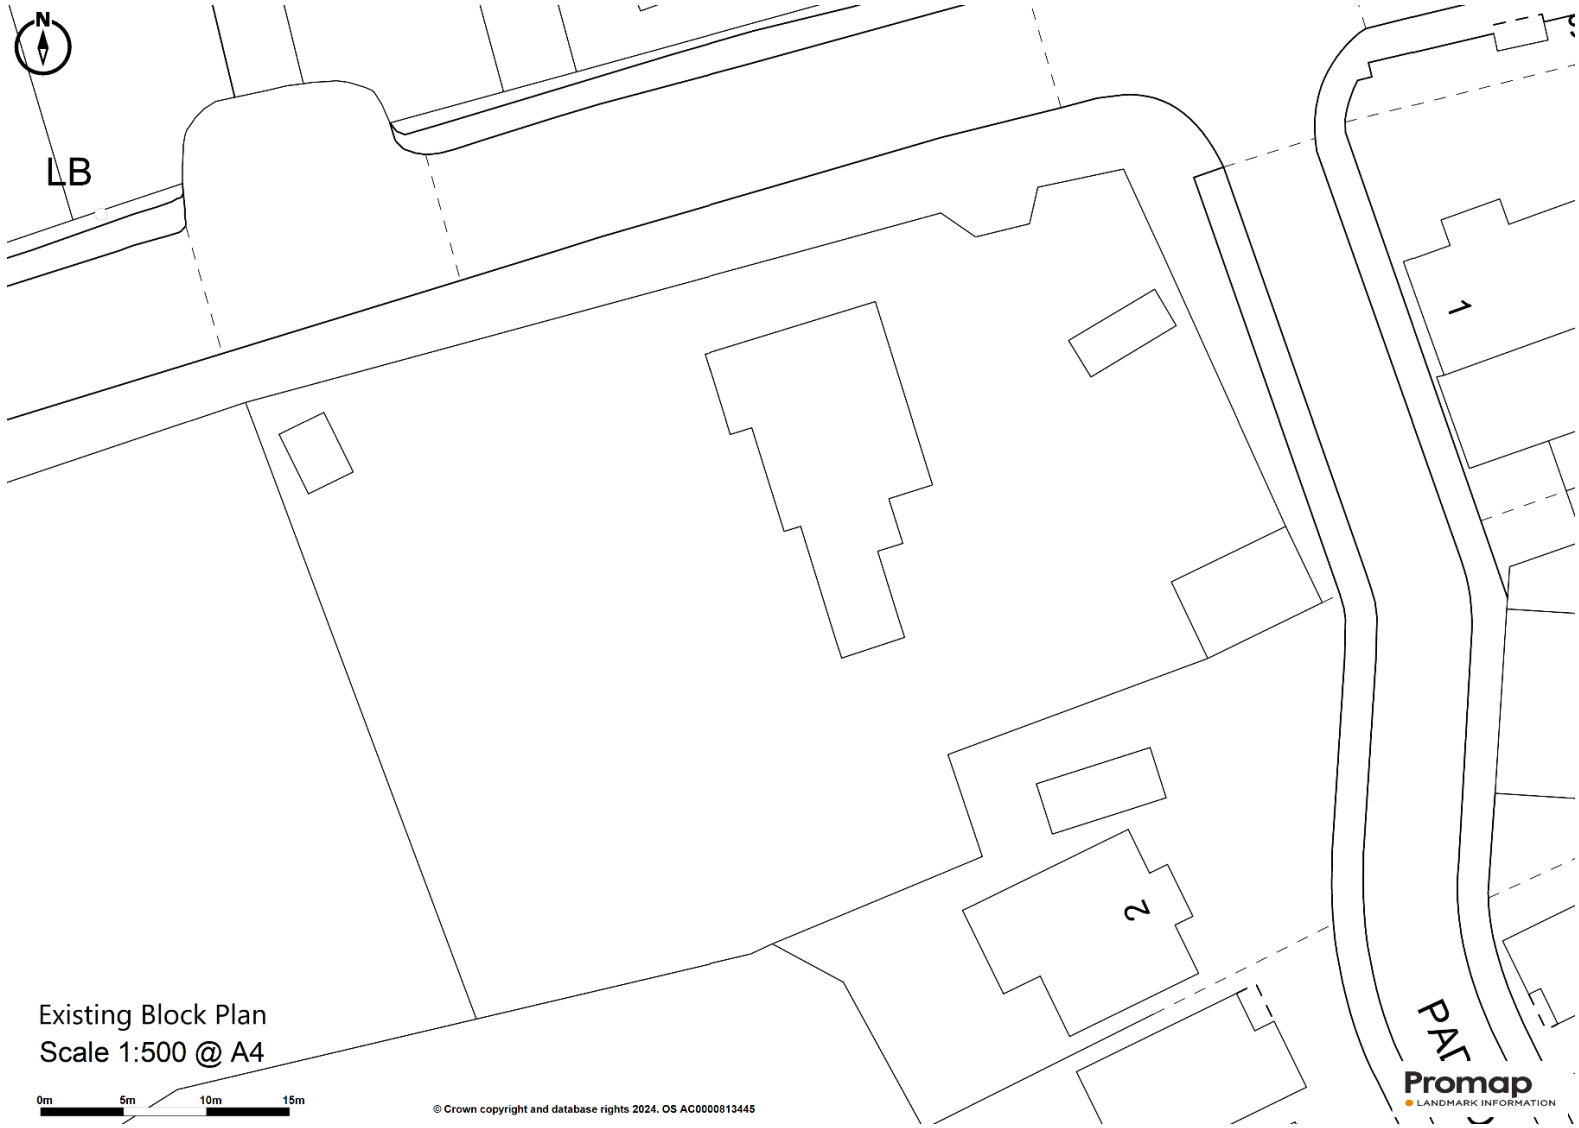 N
LB
1
2
Existing Block Plan
Scale 1:500 @ A4
0m 5m 10m 15m
© Crown copyright and database rights 2024. OS AC0000813445
Promap
LANDMARK INFORMATION